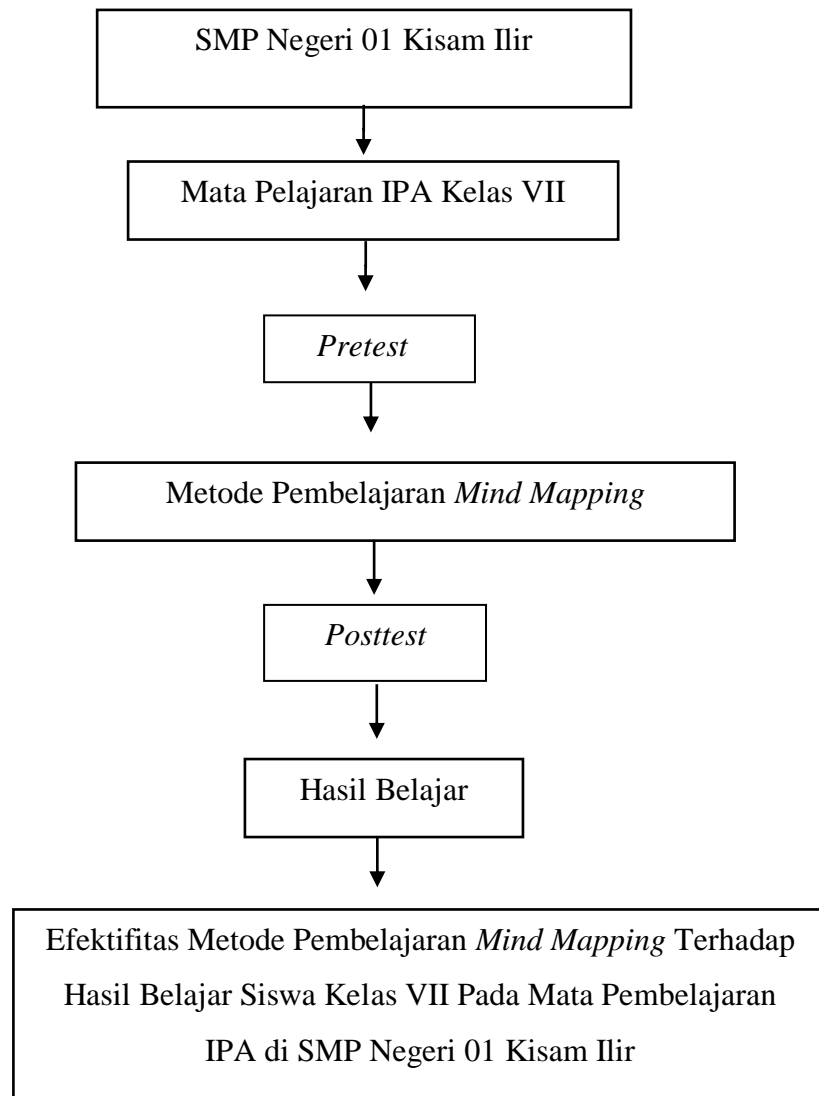 SMP Negeri 01 Kisam Ilir
Mata Pelajaran IPA Kelas VII
Pretest
Metode Pembelajaran Mind Mapping
Posttest
Hasil Belajar
Efektifitas Metode Pembelajaran Mind Mapping Terhadap
Hasil Belajar Siswa Kelas VII Pada Mata Pembelajaran
IPA di SMP Negeri 01 Kisam Ilir